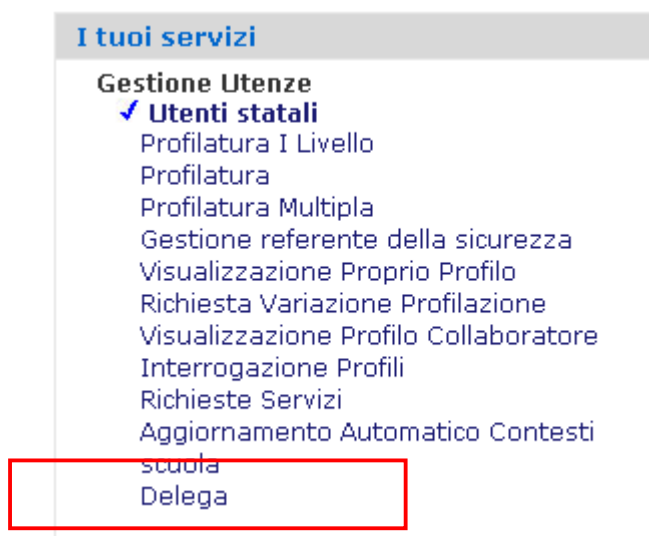 I tuoi servizi
Gestione Utenze
Utenti statali
Profilatura I Livello
Profilatura
Profilatura Multipla
Gestione referente della sicurezza
Visualizzazione Proprio Profilo
Richiesta Variazione Profilazione
Visualizzazione Profilo Collaboratore
Interrogazione Profili
Richieste Servizi
Aggiornamento Automatico Contesti
scuola
Delega